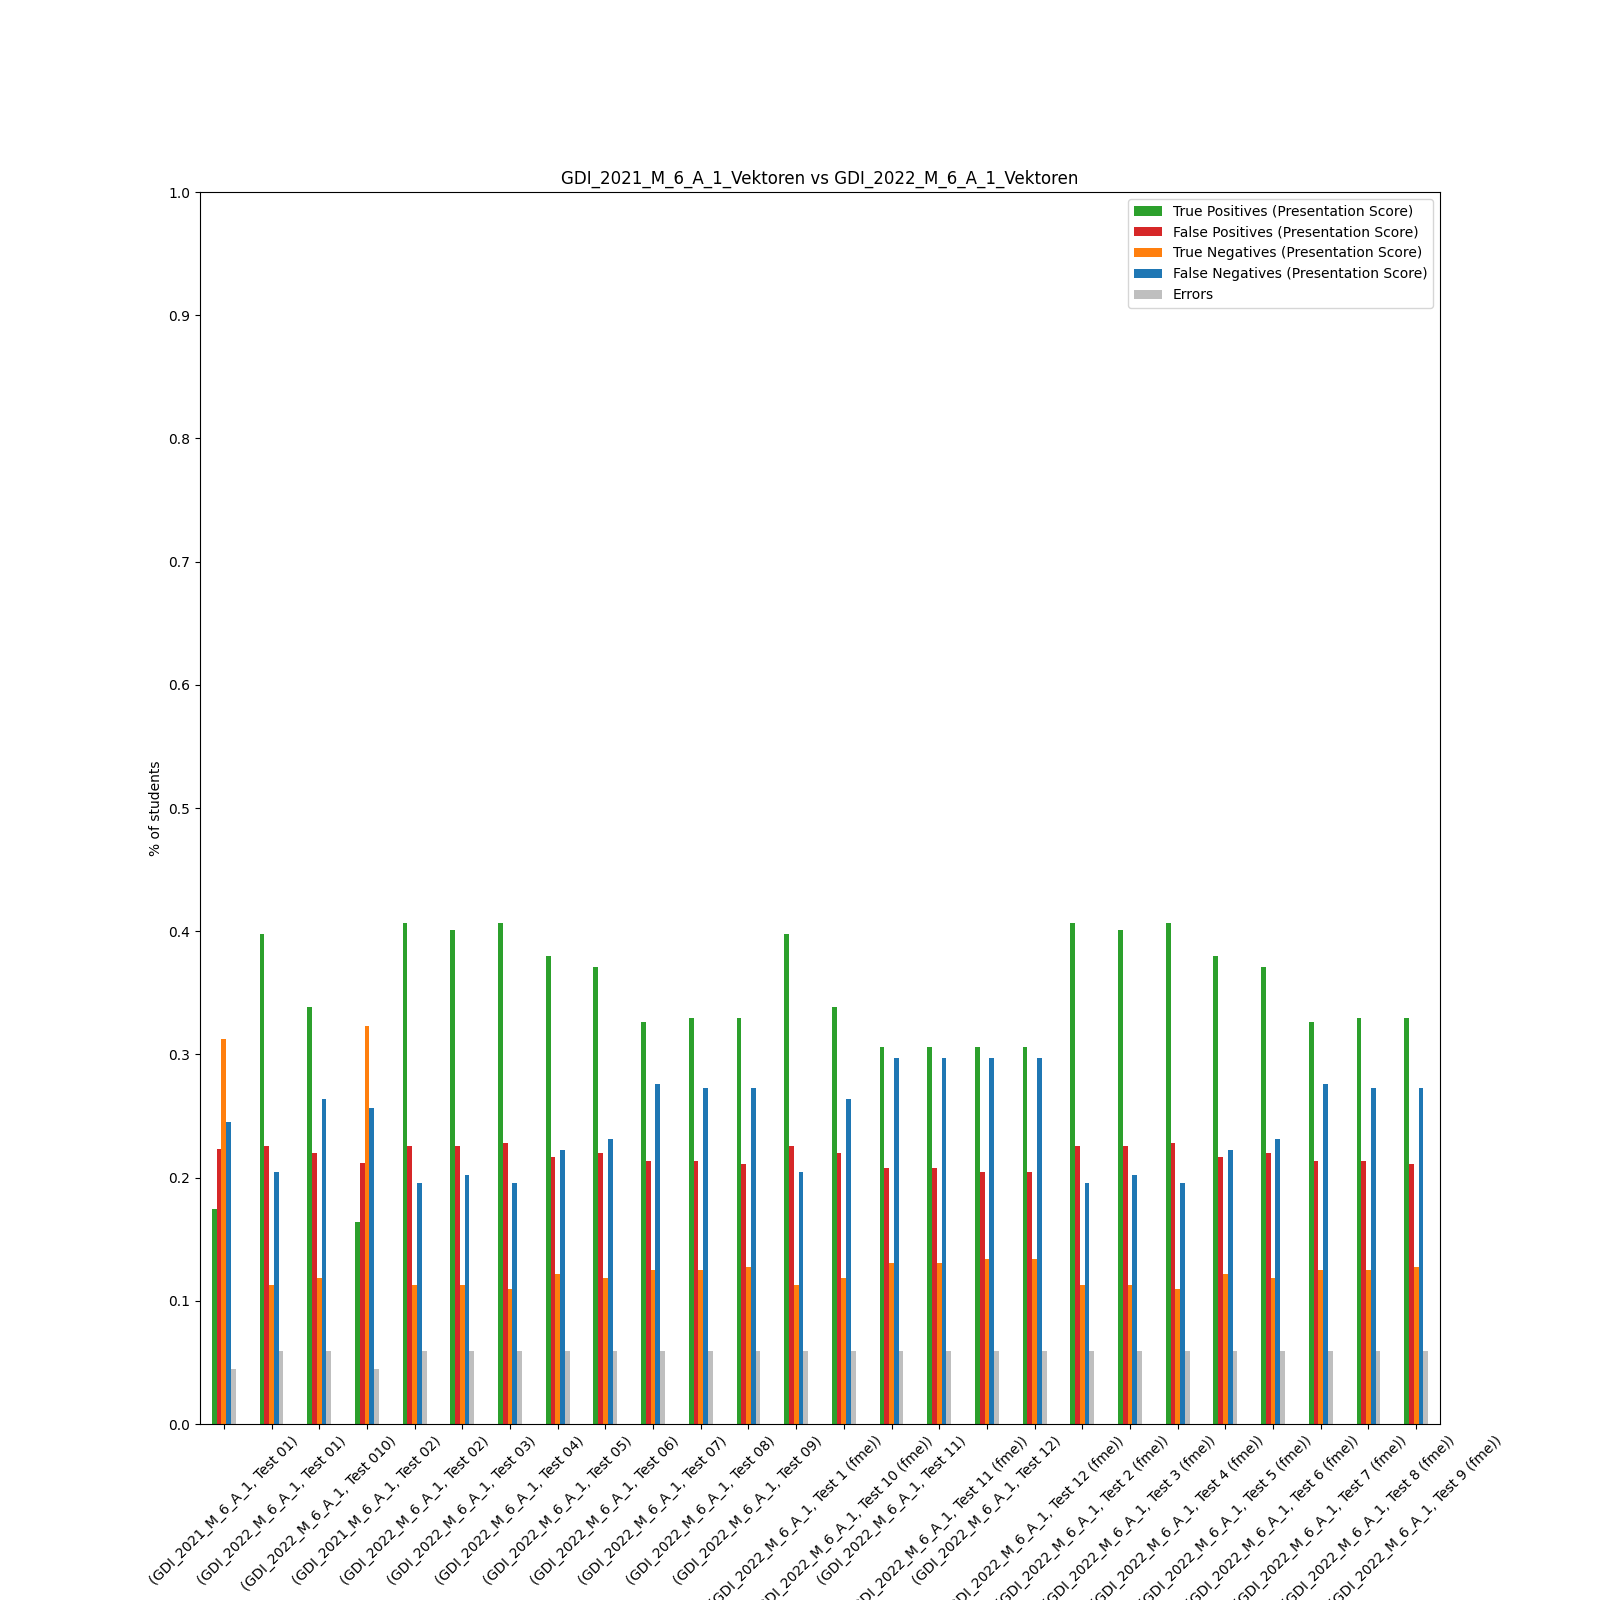 GDI_2021_M_6_A_1_Vektoren vs GDI_2022_M_6_A_1_Vektoren
True Positives (Presentation Score)
False Positives (Presentation Score)
True Negatives (Presentation Score)
False Negatives (Presentation Score)
Errors
% of students
1.0
0.9
0.8
0.7
0.6
0.5
0.4
0.3
0.2
0.1
0.0
(GDI_2021_M_6_A_1, Test 01)
(GDI_2022_M_6_A_1, Test 01)
(GDI_2022_M_6_A_1, Test 010)
(GDI_2021_M_6_A_1, Test 02)
(GDI_2022_M_6_A_1, Test 02)
(GDI_2022_M_6_A_1, Test 03)
(GDI_2022_M_6_A_1, Test 04)
(GDI_2022_M_6_A_1, Test 05)
(GDI_2022_M_6_A_1, Test 06)
(GDI_2022_M_6_A_1, Test 07)
(GDI_2022_M_6_A_1, Test 08)
(GDI_2022_M_6_A_1, Test 09)
(GDI_2022_M_6_A_1, Test 1 (fme))
GDI_2022_M_6_A_1, Test 10 (fme))
(GDI_2022_M_6_A_1, Test 11)
GDI_2022_M_6_A_1, Test 11 (fme))
(GDI_2022_M_6_A_1, Test 12)
GDI_2022_M_6_A_1, Test 12 (fme))
(GDI_2022_M_6_A_1, Test 2 (fme))
(GDI_2022_M_6_A_1, Test 3 (fme))
(GDI_2022_M_6_A_1, Test 4 (fme))
(GDI_2022_M_6_A_1, Test 5 (fme))
(GDI_2022_M_6_A_1, Test 6 (fme))
(GDI_2022_M_6_A_1, Test 7 (fme))
(GDI_2022_M_6_A_1, Test 8 (fme))
(GDI_2022_M_6_A_1, Test 9 (fme))